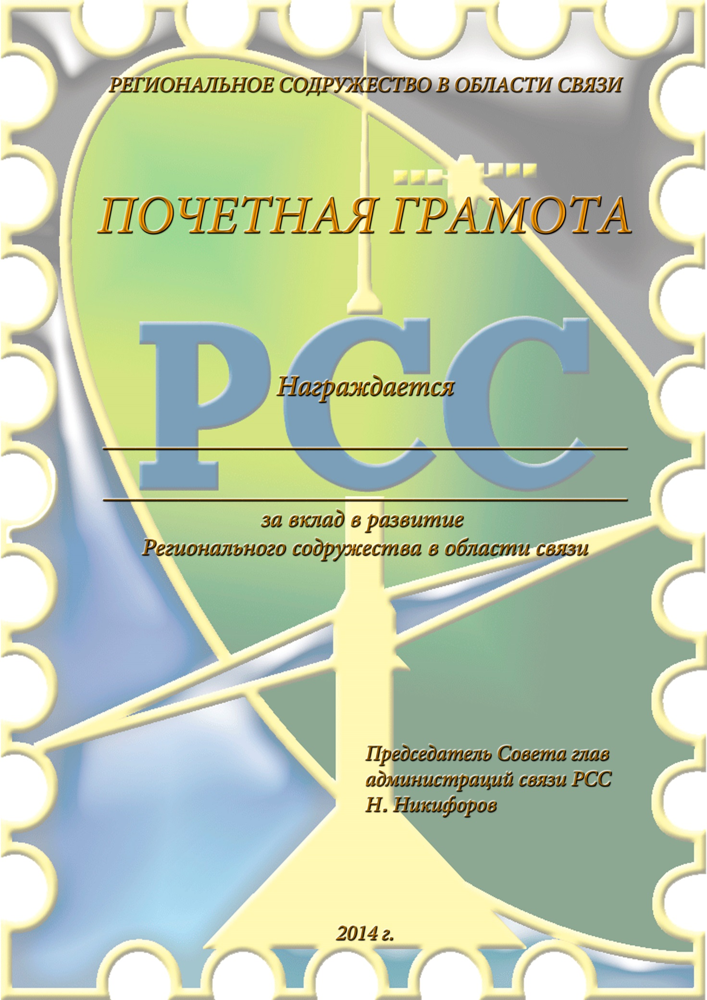 РЕГИОНАЛЬНОЕ СОДРУЖЕСТВО В ОБЛАСТИ СВЯЗИ
ПОЧЕТНАЯ ГРАМОТА
РСС
Награждается
за вклад в развитие
Регионального содружества в области связи
Председатель Совета глав
администраций связи РСС
Н. Никифоров
2014 г.